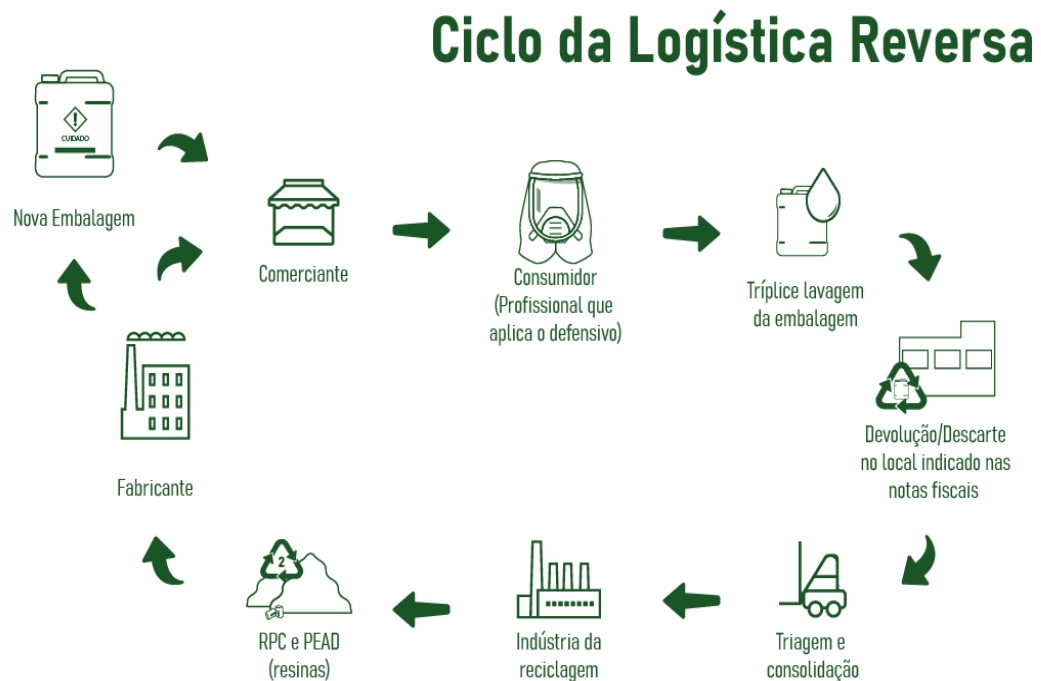 Ciclo da Logística Reversa
CUIDADO
Nova Embalagem
Comerciante
Consumidor
(Profissional que
aplica o defensivo)
Tríplice lavagem
da embalagem
Devolução/Descarte
no local indicado nas
notas fiscais
Triagem e
consolidação
Indústria da
reciclagem
2
RPC e PEAD
(resinas)
Fabricante